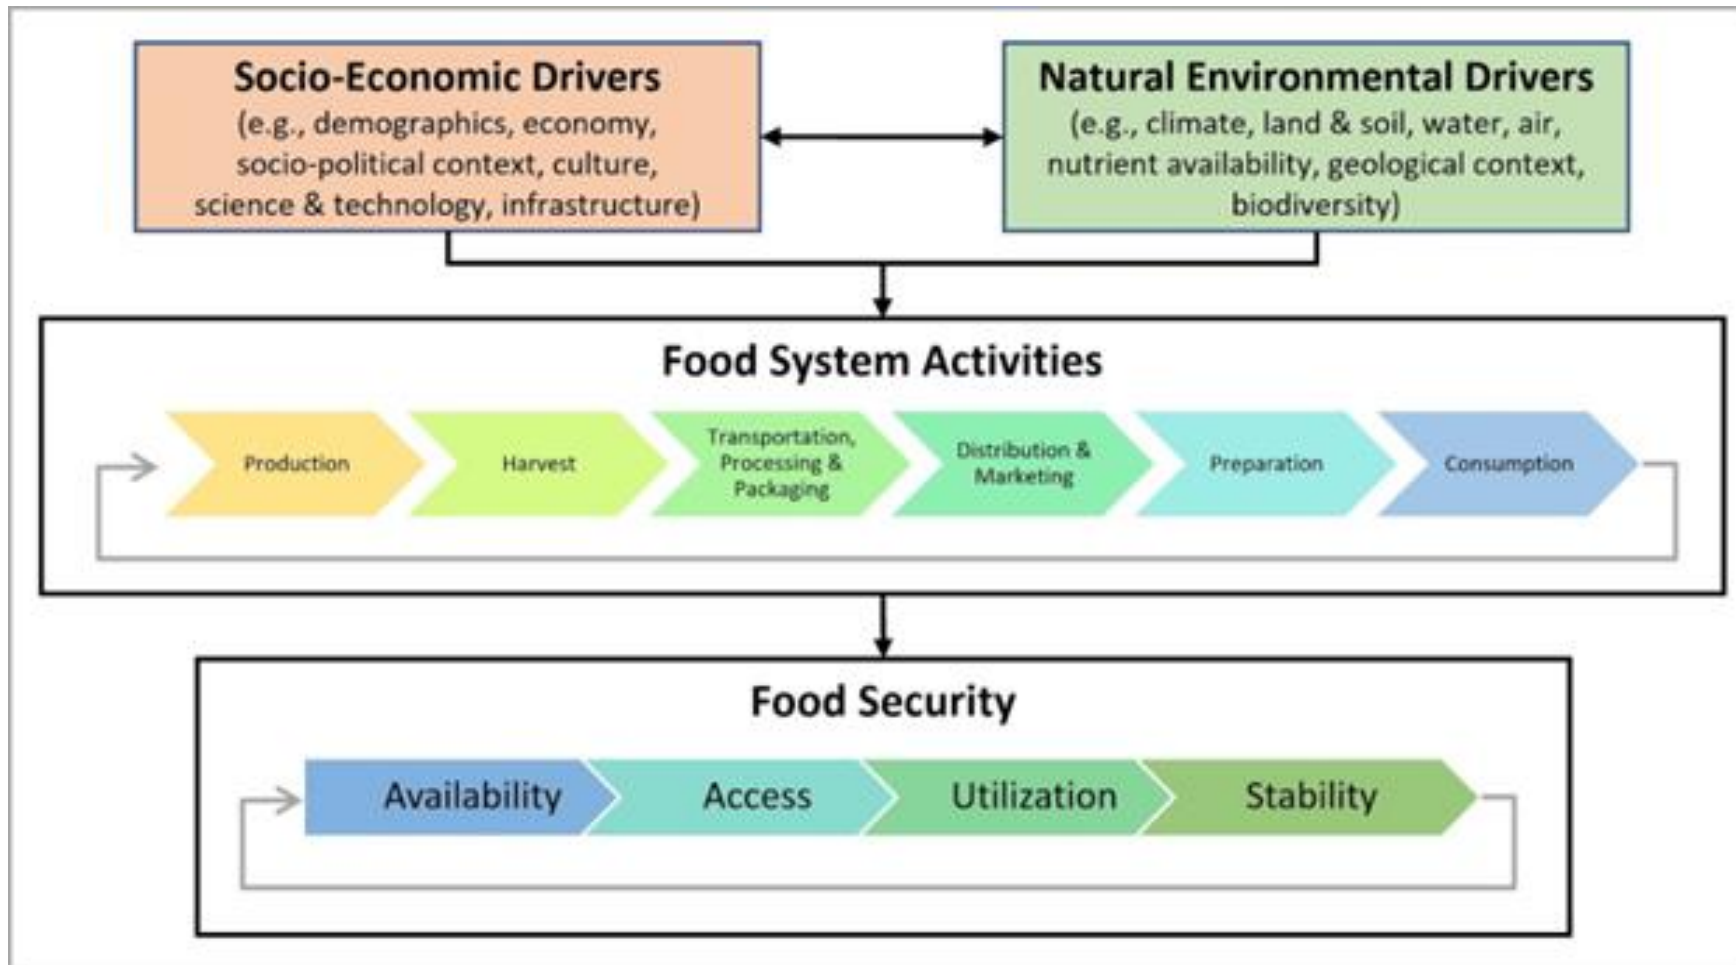 Socio-Economic Drivers
(e.g., demographics, economy,
socio-political context, culture,
science & technology, infrastructure)
Natural Environmental Drivers
(e.g., climate, land & soil, water, air,
nutrient availability, geological context,
biodiversity)
Food System Activities
Production
Harvest
Transportation,
Processing &
Packaging
Distribution &
Marketing
Preparation
Consumption
Food Security
Availability
Access
Utilization
Stability